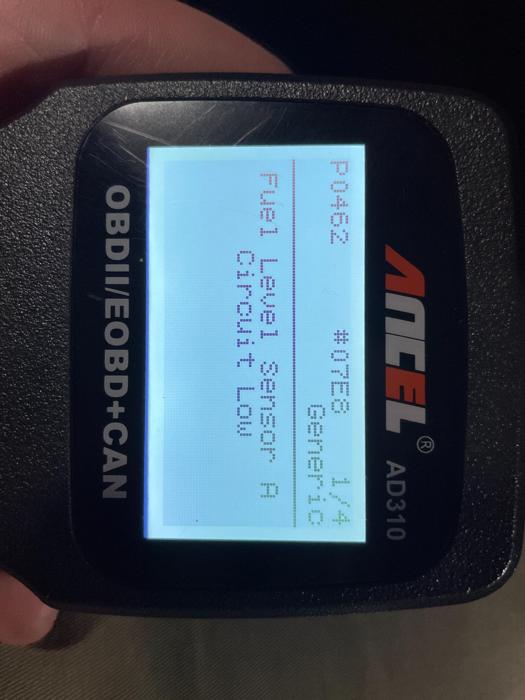 ANCEL® AD310
P0462 #07E8 1/4
Generic
Fuel Level Sensor A
Circuit Low
OBDII/EOBD+CAN